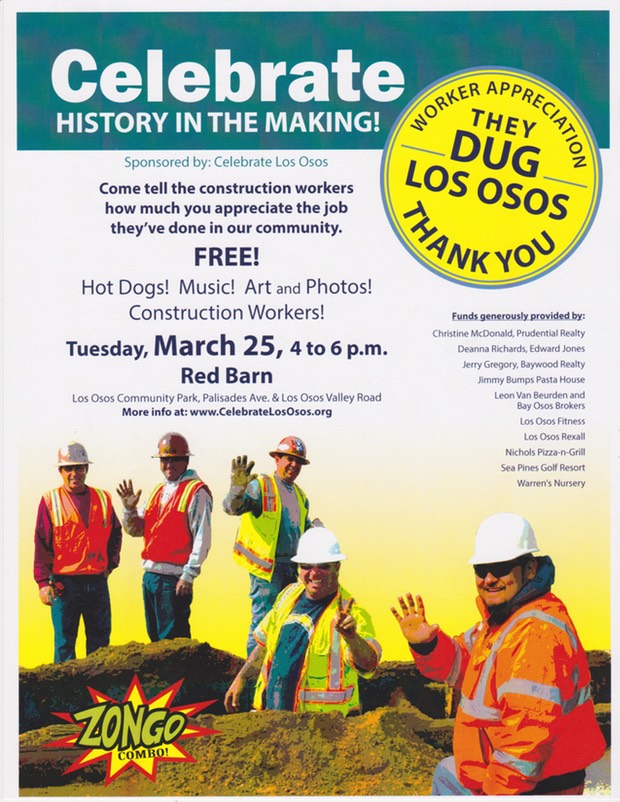 Celebrate
HISTORY IN THE MAKING!
WORKER APPRECIATION
THEY
DUG
LOS OSOS
THANK YOU
Sponsored by: Celebrate Los Osos
Come tell the construction workers
how much you appreciate the job
they've done in our community.
FREE!
Hot Dogs! Music! Art and Photos!
Construction Workers!
Tuesday, March 25, 4 to 6 p.m.
Red Barn
Los Osos Community Park, Palisades Ave. & Los Osos Valley Road
More info at: www.CelebrateLosOsos.org
Funds generously provided by:
Christine McDonald, Prudential Realty
Deanna Richards, Edward Jones
Jerry Gregory, Baywood Realty
Jimmy Bumps Pasta House
Leon Van Beurden and
Bay Osos Brokers
Los Osos Fitness
Los Osos Rexall
Nichols Pizza-n-Grill
Sea Pines Golf Resort
Warren's Nursery
ZONGO
COMBO!